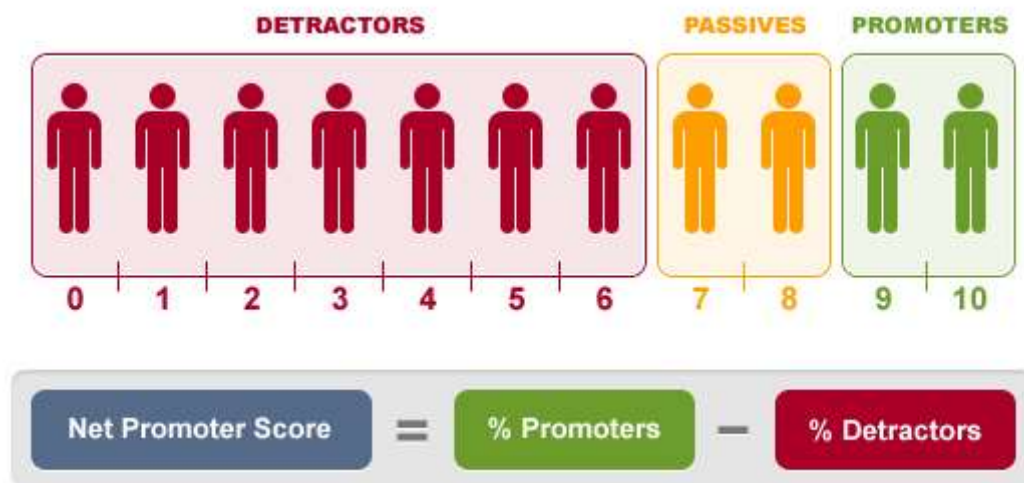 DETRACTORS PASSIVES PROMOTERS
0 1 2 3 4 5 6 7 8 9 10
Net Promoter Score = % Promoters − % Detractors